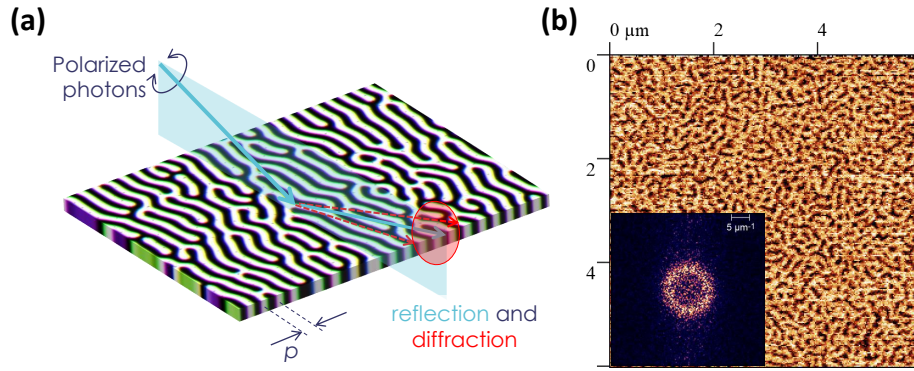 (a)
Polarized
photons
p
reflection and
diffraction
(b)
0 µm 2 4
0
2
4
5 µm⁻¹